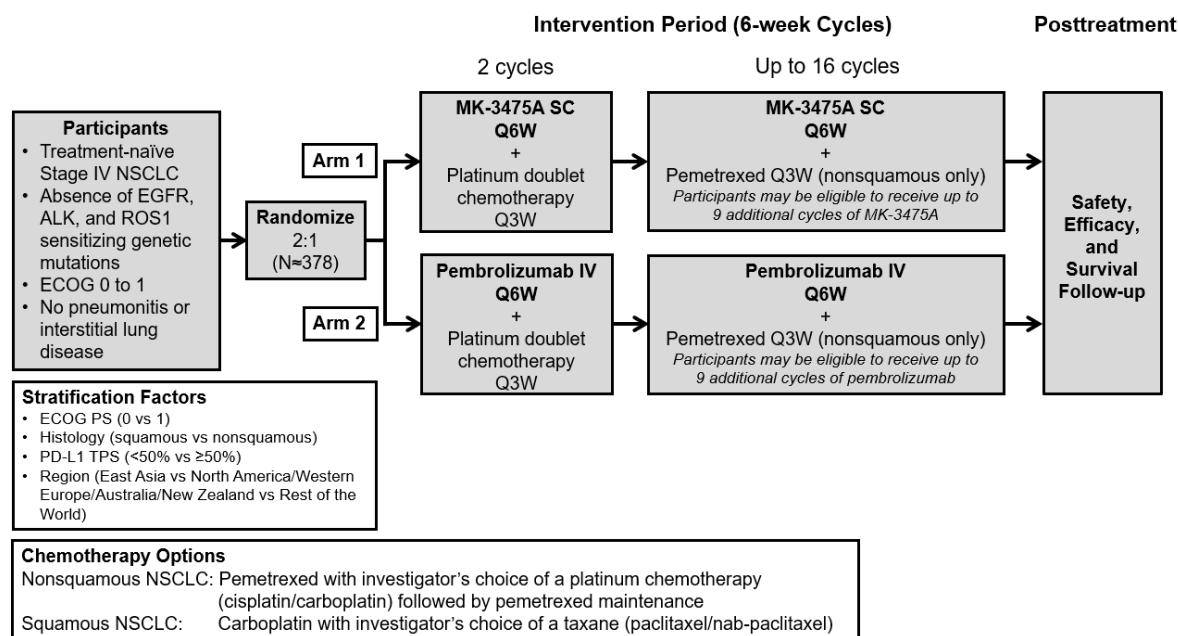 Intervention Period (6-week Cycles)
Posttreatment
2 cycles
Up to 16 cycles
Participants
• Treatment-naïve
Stage IV NSCLC
• Absence of EGFR,
ALK, and ROS1
sensitizing genetic
mutations
• ECOG 0 to 1
• No pneumonitis or
interstitial lung
disease
Randomize
2:1
(N≈378)
Arm 1
MK-3475A SC
Q6W
+
Platinum doublet
chemotherapy
Q3W
MK-3475A SC
Q6W
+
Pemetrexed Q3W (nonsquamous only)
Participants may be eligible to receive up to
9 additional cycles of MK-3475A
Arm 2
Pembrolizumab IV
Q6W
+
Platinum doublet
chemotherapy
Q3W
Pembrolizumab IV
Q6W
+
Pemetrexed Q3W (nonsquamous only)
Participants may be eligible to receive up to
9 additional cycles of pembrolizumab
Safety,
Efficacy,
and
Survival
Follow-up
Stratification Factors
• ECOG PS (0 vs 1)
• Histology (squamous vs nonsquamous)
• PD-L1 TPS (<50% vs ≥50%)
• Region (East Asia vs North America/Western
Europe/Australia/New Zealand vs Rest of the
World)
Chemotherapy Options
Nonsquamous NSCLC: Pemetrexed with investigator's choice of a platinum chemotherapy
(cisplatin/carboplatin) followed by pemetrexed maintenance
Squamous NSCLC: Carboplatin with investigator's choice of a taxane (paclitaxel/nab-paclitaxel)